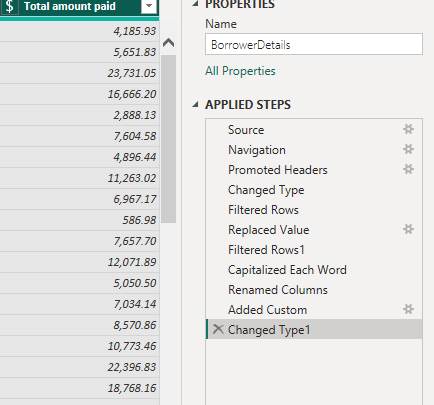 $ Total amount paid
4,185.93
5,651.83
23,731.05
16,666.20
2,888.13
7,604.58
4,896.44
11,263.02
6,967.17
586.98
7,657.70
12,071.89
5,050.50
7,034.14
8,570.86
10,773.46
22,396.83
18,768.16
PROPERTIES
Name
BorrowerDetails
All Properties
APPLIED STEPS
Source
Navigation
Promoted Headers
Changed Type
Filtered Rows
Replaced Value
Filtered Rows1
Capitalized Each Word
Renamed Columns
Added Custom
Changed Type1